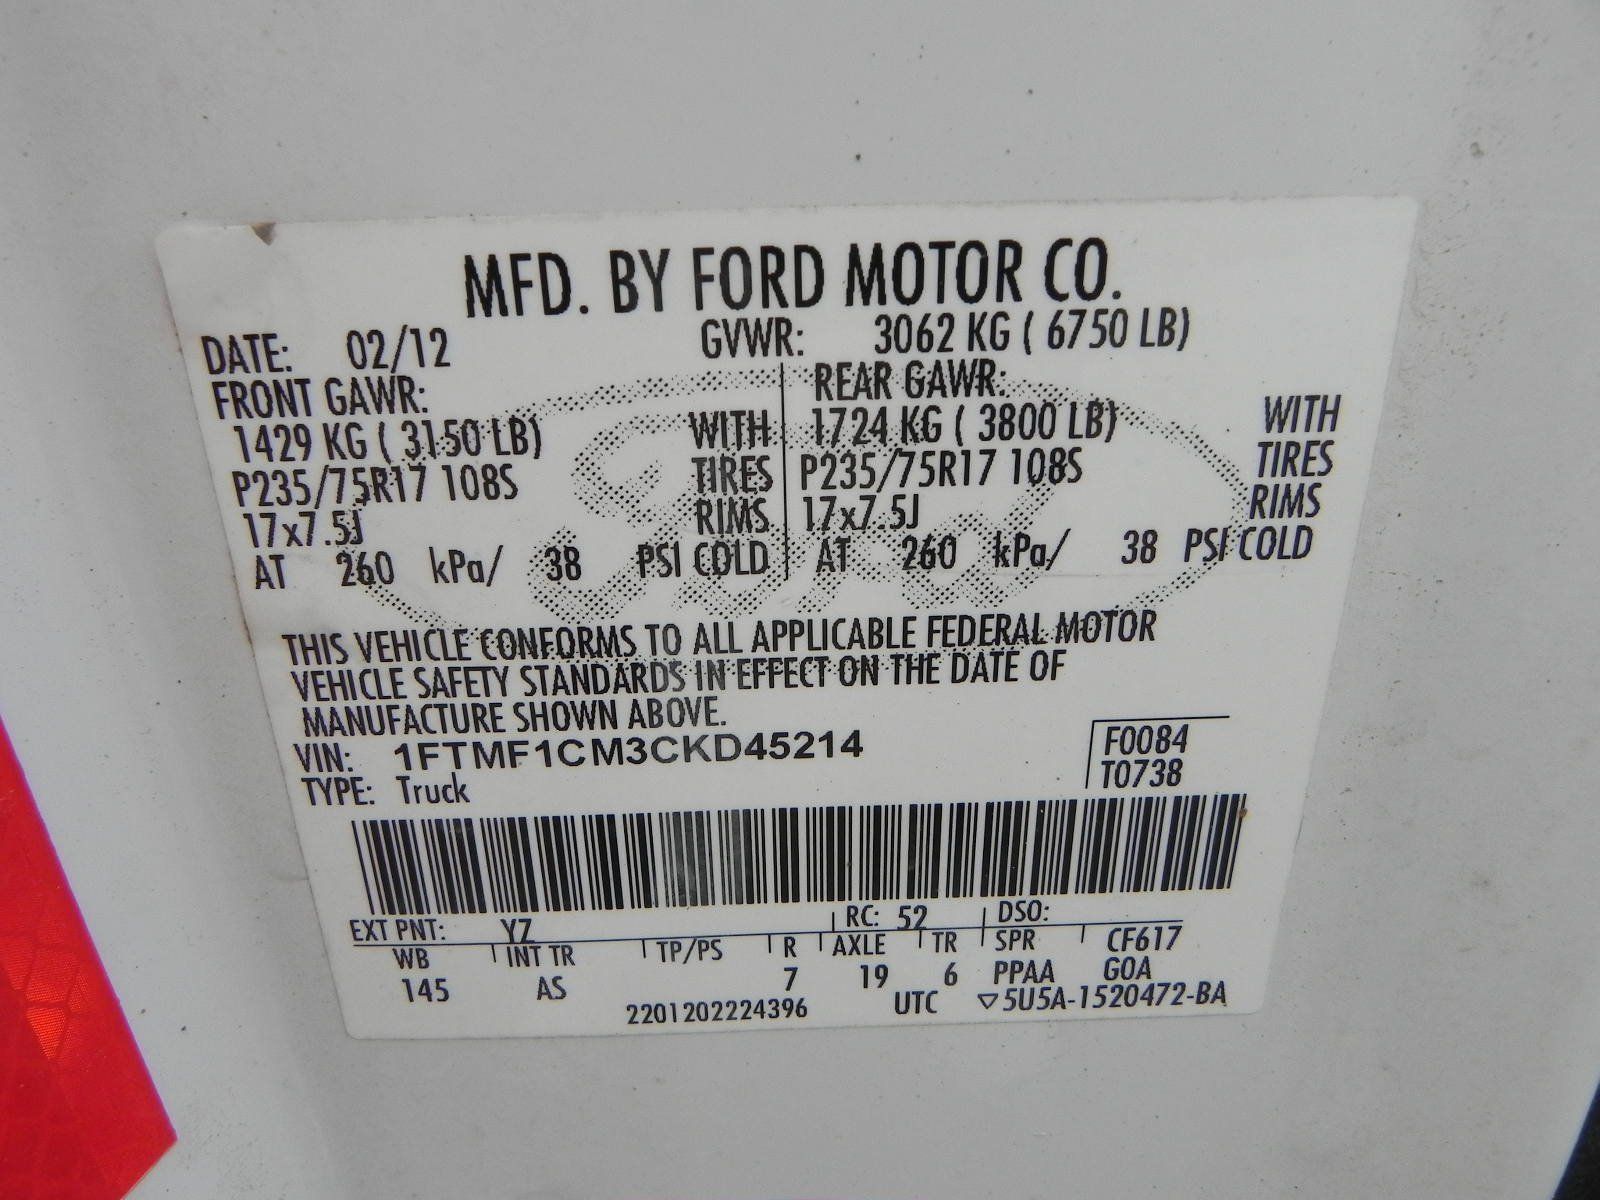 MFD. BY FORD MOTOR CO.
DATE: 02/12 GVWR: 3062 KG ( 6750 LB)
FRONT GAWR: REAR GAWR:
1429 KG ( 3150 LB) WITH 1724 KG ( 3800 LB) WITH
P235/75R17 108S TIRES P235/75R17 108S TIRES
17x7.5J RIMS 17x7.5J RIMS
AT 260 kPa/ 38 PSI COLD AT 260 kPa/ 38 PSI COLD
Ford
THIS VEHICLE CONFORMS TO ALL APPLICABLE FEDERAL MOTOR
VEHICLE SAFETY STANDARDS IN EFFECT ON THE DATE OF
MANUFACTURE SHOWN ABOVE.
VIN: 1FTMF1CM3CKD45214 F0084
TYPE: Truck T0738
EXT PNT: YZ RC: 52 DSO:
WB INT TR TP/PS R AXLE TR SPR CF617
145 AS 7 19 6 PPAA GOA
2201202224396 UTC ▽5U5A-1520472-BA